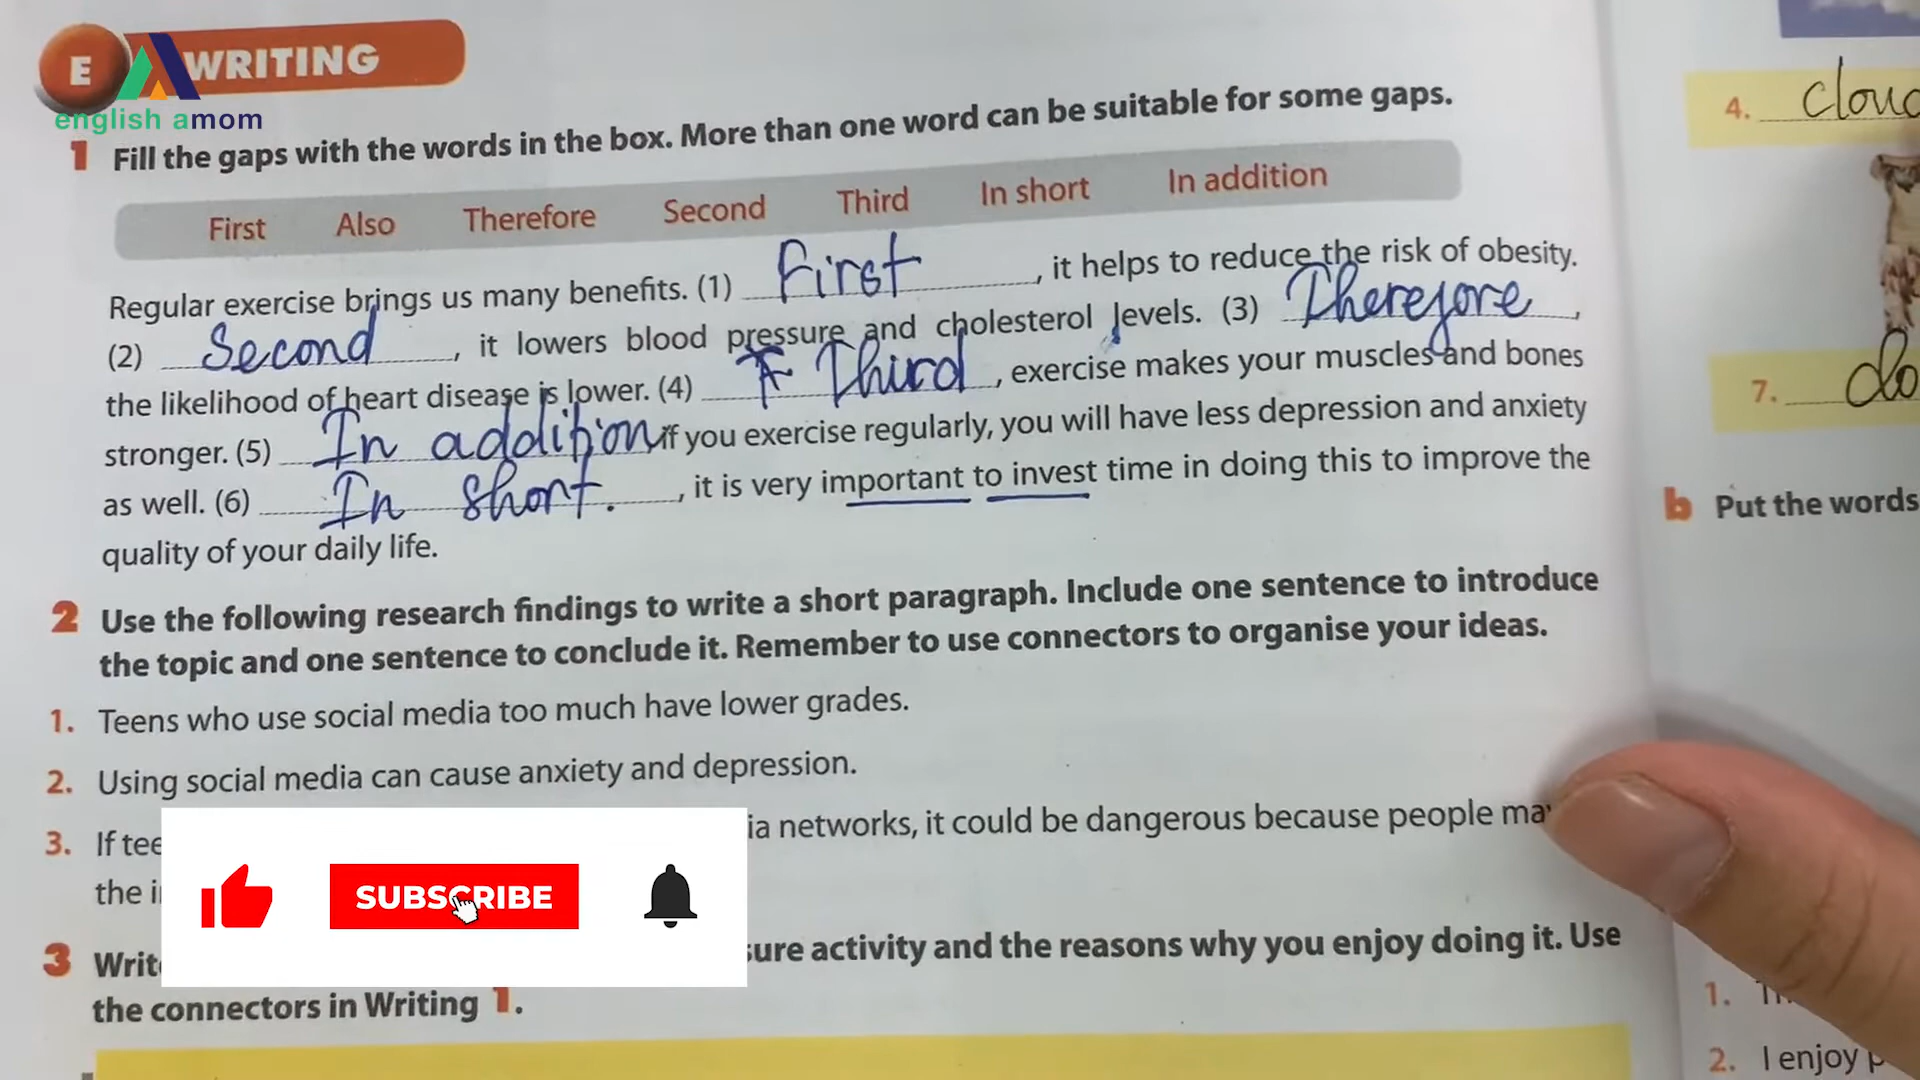 E WRITING
english amom
1 Fill the gaps with the words in the box. More than one word can be suitable for some gaps.
First Also Therefore Second Third In short In addition
Regular exercise brings us many benefits. (1) First, it helps to reduce the risk of obesity.
(2) Second, it lowers blood pressure and cholesterol levels. (3) Therefore,
the likelihood of heart disease is lower. (4) Third, exercise makes your muscles and bones
stronger. (5) In addition if you exercise regularly, you will have less depression and anxiety
as well. (6) In short., it is very important to invest time in doing this to improve the
quality of your daily life.
2 Use the following research findings to write a short paragraph. Include one sentence to introduce
the topic and one sentence to conclude it. Remember to use connectors to organise your ideas.
1. Teens who use social media too much have lower grades.
2. Using social media can cause anxiety and depression.
3. If networks, it could be dangerous because people
the
SUBSCRIBE
3 activity and the reasons why you enjoy doing it. Use
the connectors in Writing 1.
4.
7.
b Put the words
1.
2. I enjoy